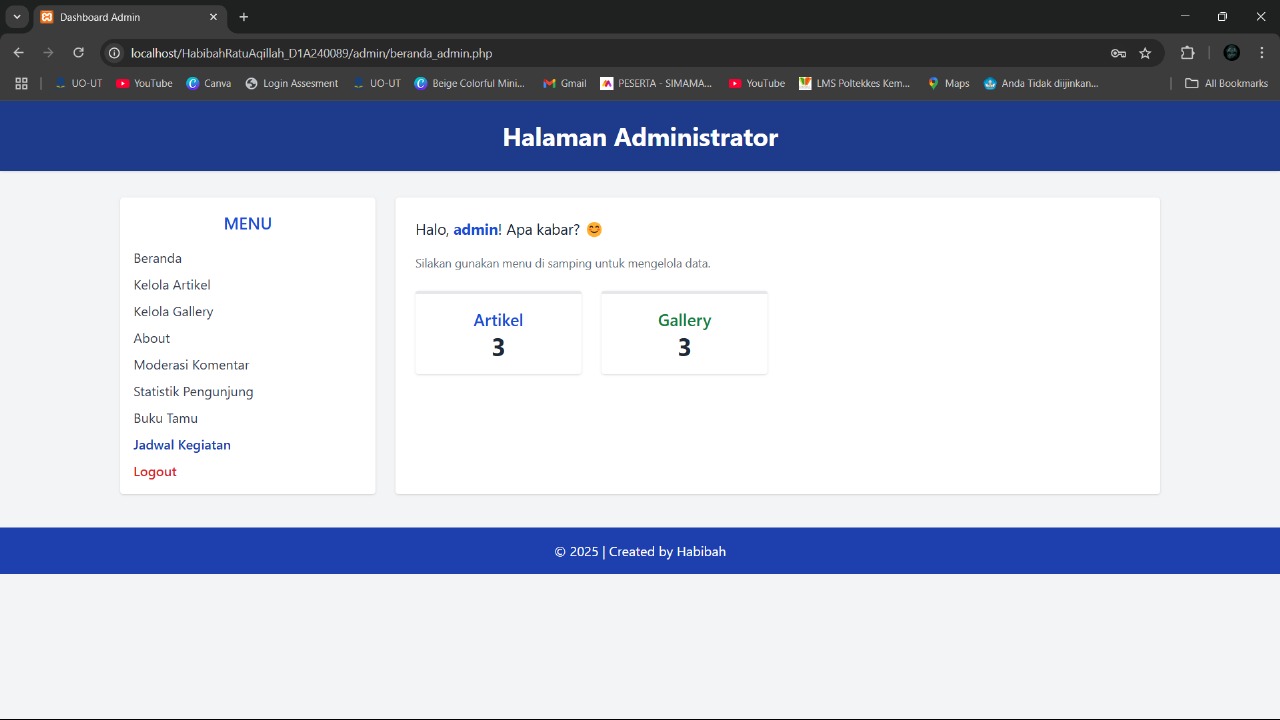 Dashboard Admin
localhost/HabibahRatuAqillah_D1A240089/admin/beranda_admin.php
UO-UT YouTube Canva Login Assesment UO-UT Beige Colorful Mini... Gmail PESERTA - SIMAMA... YouTube LMS Poltekkes Kem... Maps Anda Tidak diijinkan... All Bookmarks
Halaman Administrator
MENU
Beranda
Kelola Artikel
Kelola Gallery
About
Moderasi Komentar
Statistik Pengunjung
Buku Tamu
Jadwal Kegiatan
Logout
Halo, admin! Apa kabar? 😊
Silakan gunakan menu di samping untuk mengelola data.
Artikel
3
Gallery
3
© 2025 | Created by Habibah